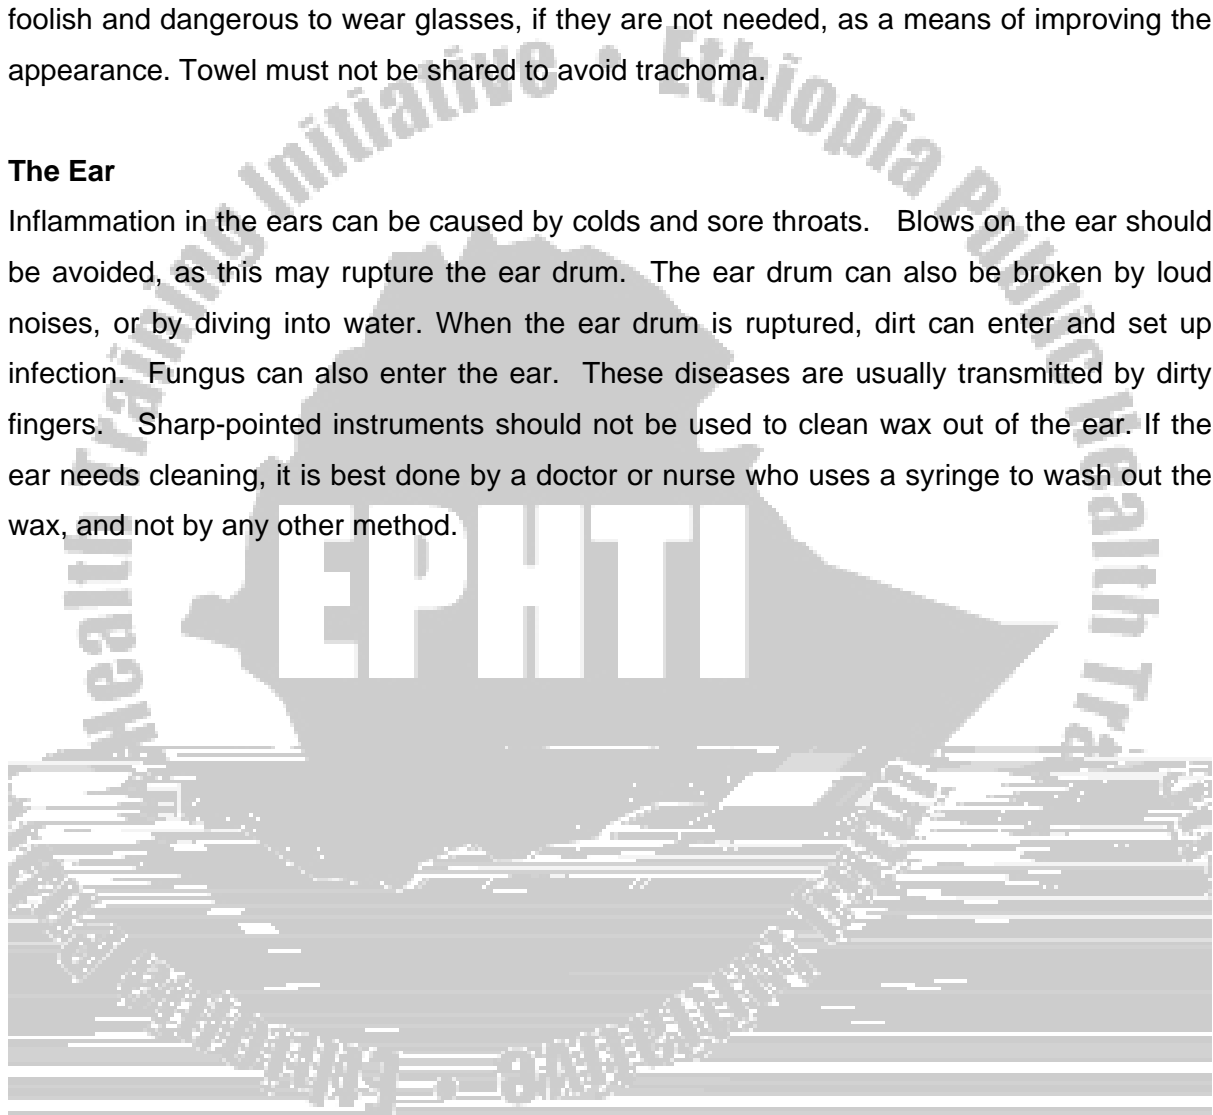 foolish and dangerous to wear glasses, if they are not needed, as a means of improving the
appearance. Towel must not be shared to avoid trachoma.
The Ear
Inflammation in the ears can be caused by colds and sore throats. Blows on the ear should
be avoided, as this may rupture the ear drum. The ear drum can also be broken by loud
noises, or by diving into water. When the ear drum is ruptured, dirt can enter and set up
infection. Fungus can also enter the ear. These diseases are usually transmitted by dirty
fingers. Sharp-pointed instruments should not be used to clean wax out of the ear. If the
ear needs cleaning, it is best done by a doctor or nurse who uses a syringe to wash out the
wax, and not by any other method.
Training Initiative • Ethiopia Public Health
EPHTI
Health